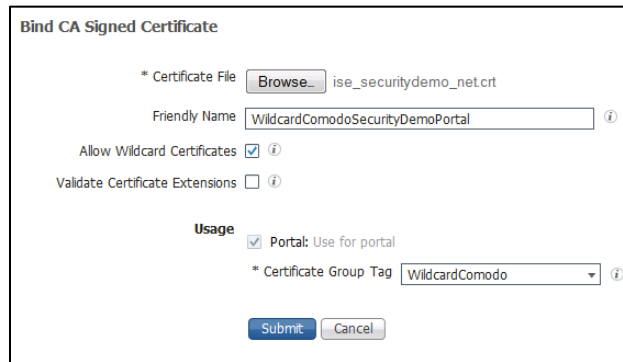 Bind CA Signed Certificate
* Certificate File Browse... ise_securitydemo_net.crt
Friendly Name WildcardComodoSecurityDemoPortal
Allow Wildcard Certificates
Validate Certificate Extensions
Usage
Portal: Use for portal
* Certificate Group Tag WildcardComodo
Submit Cancel